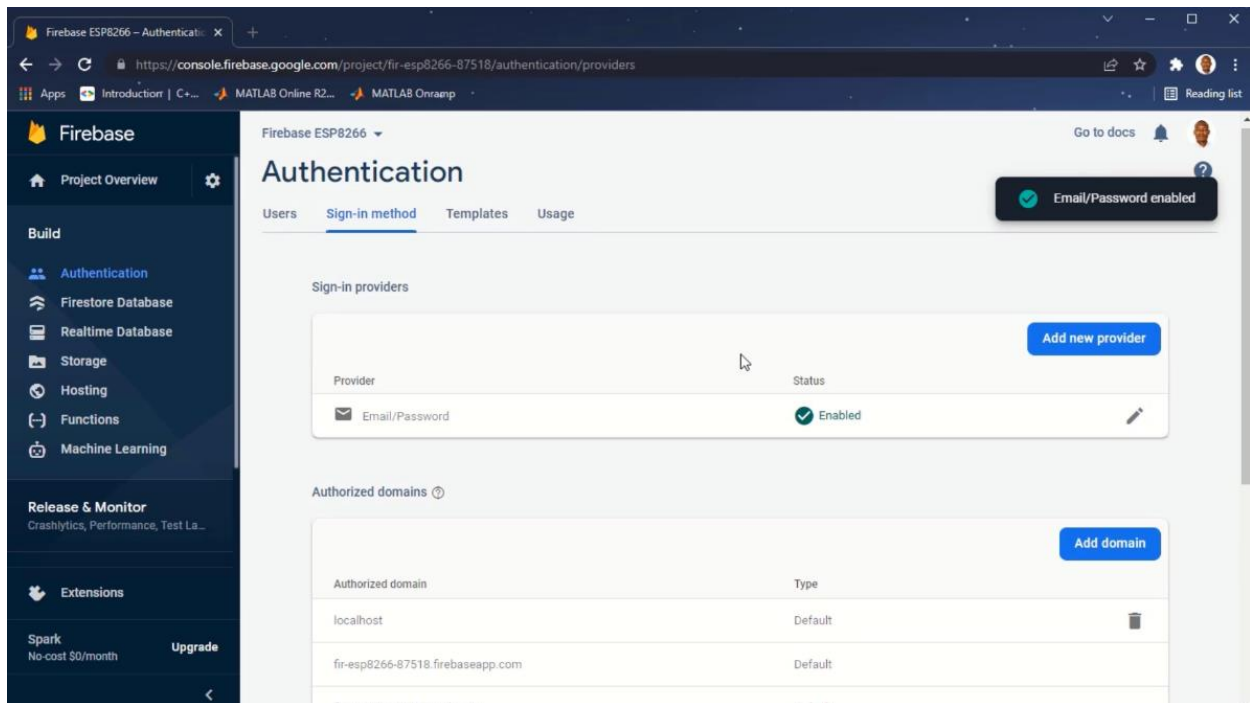 Firebase ESP8266 – Authenticatic
https://console.firebase.google.com/project/fir-esp8266-87518/authentication/providers
Apps
Introductiorr | C+...
MATLAB Online R2...
MATLAB Onramp
Reading list
Firebase
Project Overview
Build
Authentication
Firestore Database
Realtime Database
Storage
Hosting
Functions
Machine Learning
Release & Monitor
Crashlytics, Performance, Test La...
Extensions
Spark
No-cost $0/month
Upgrade
Firebase ESP8266
Go to docs
Authentication
Email/Password enabled
Users Sign-in method Templates Usage
Sign-in providers
Add new provider
Provider Status
Email/Password Enabled
Authorized domains
Add domain
Authorized domain Type
localhost Default
fir-esp8266-87518.firebaseapp.com Default